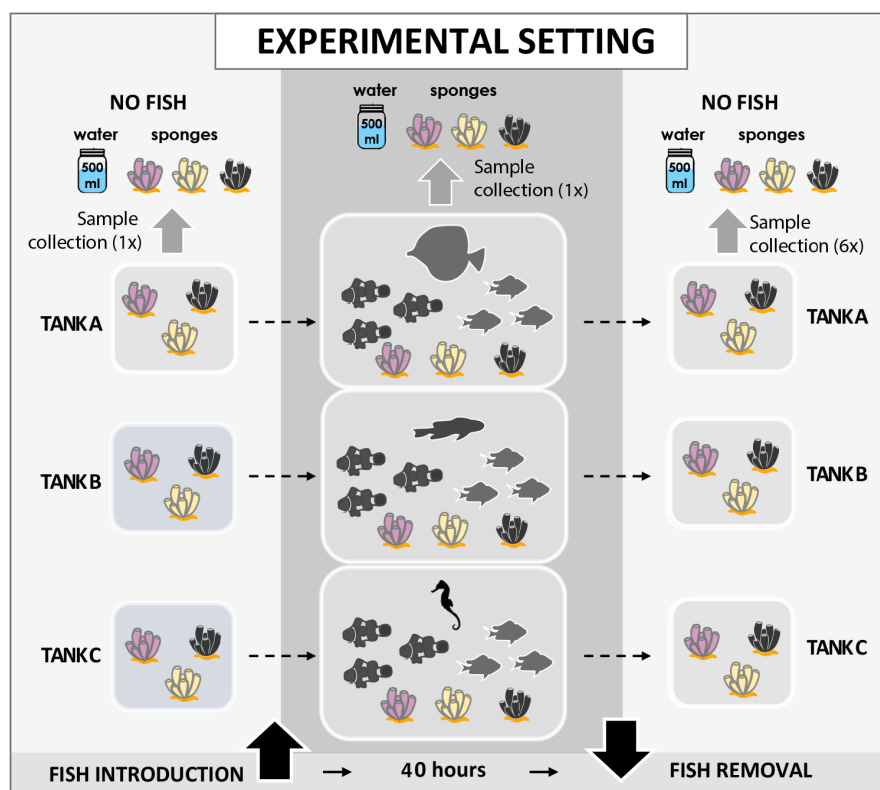 EXPERIMENTAL SETTING
NO FISH
water sponges
500
ml
Sample
collection (1x)
water sponges
500
ml
Sample
collection (1x)
NO FISH
water sponges
500
ml
Sample
collection (6x)
TANK A
TANK A
TANK B
TANK B
TANK C
TANK C
FISH INTRODUCTION
40 hours
FISH REMOVAL